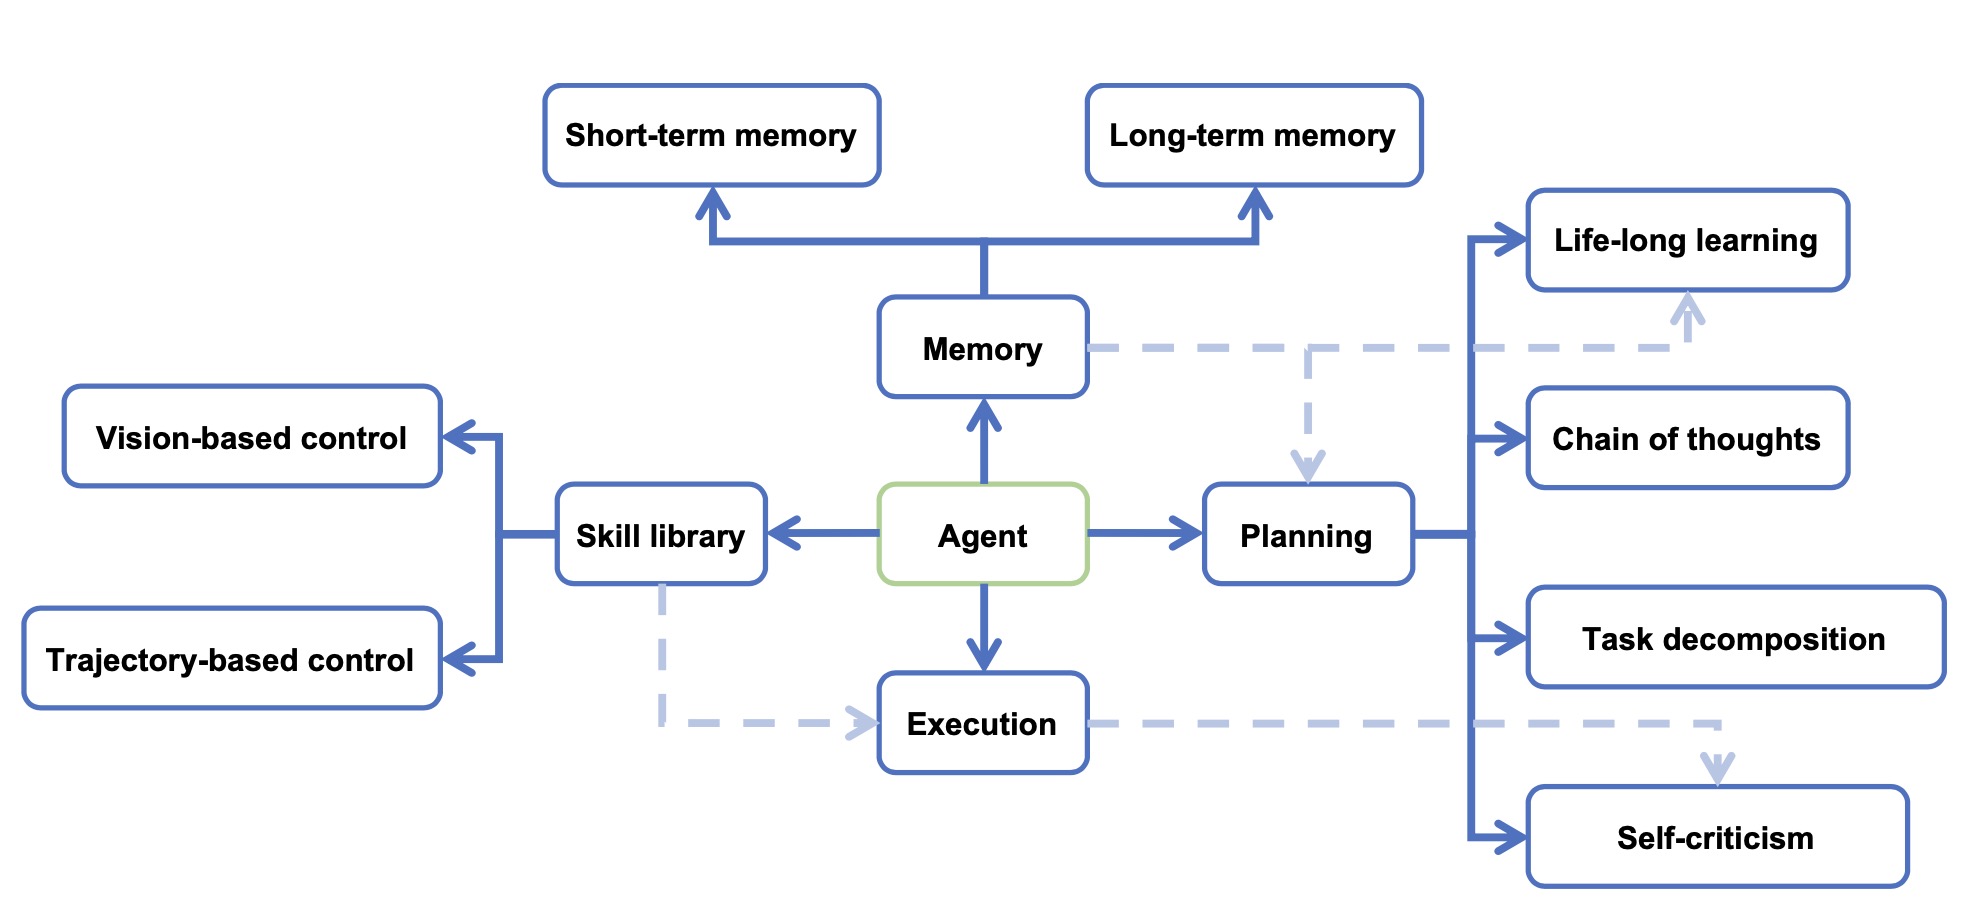 Short-term memory
Long-term memory
Life-long learning
Memory
Vision-based control
Chain of thoughts
Skill library
Agent
Planning
Trajectory-based control
Task decomposition
Execution
Self-criticism